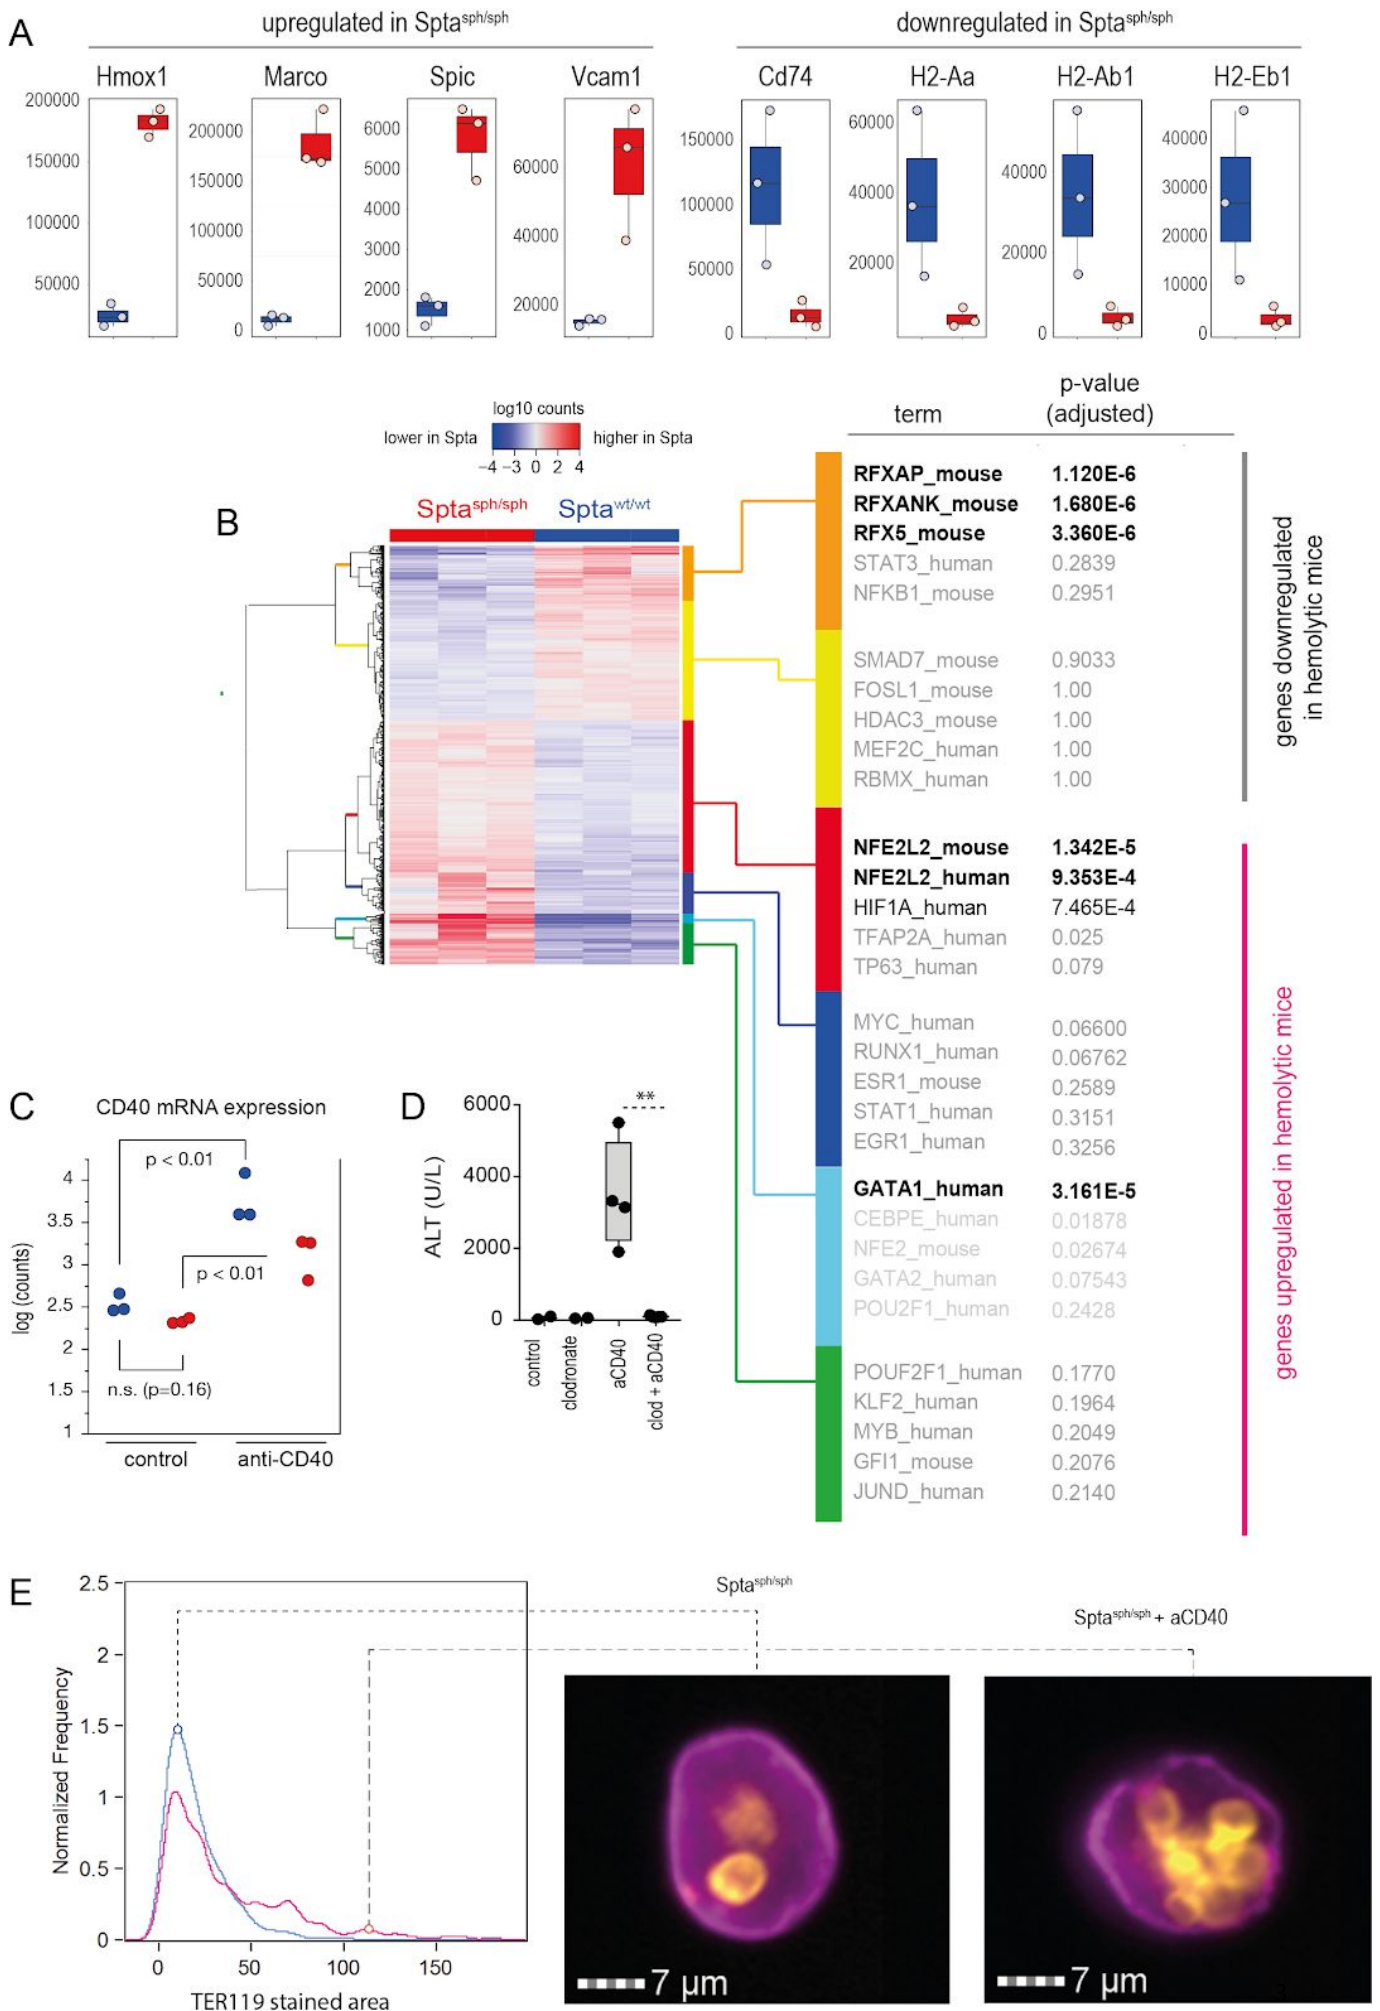 A
upregulated in Spta^sph/sph
downregulated in Spta^sph/sph
Hmox1 Marco Spic Vcam1 Cd74 H2-Aa H2-Ab1 H2-Eb1
200000
150000
100000
50000
200000
150000
100000
50000
0
6000
5000
4000
3000
2000
1000
60000
40000
20000
150000
100000
50000
0
60000
40000
20000
40000
20000
0
40000
30000
20000
10000
0
log10 counts
lower in Spta higher in Spta
−4 −3 0 2 4
B
Spta^sph/sph Spta^wt/wt
term p-value (adjusted)
RFXAP_mouse 1.120E-6
RFXANK_mouse 1.680E-6
RFX5_mouse 3.360E-6
STAT3_human 0.2839
NFKB1_mouse 0.2951
SMAD7_mouse 0.9033
FOSL1_mouse 1.00
HDAC3_mouse 1.00
MEF2C_human 1.00
RBMX_human 1.00
genes downregulated
in hemolytic mice
NFE2L2_mouse 1.342E-5
NFE2L2_human 9.353E-4
HIF1A_human 7.465E-4
TFAP2A_human 0.025
TP63_human 0.079
MYC_human 0.06600
RUNX1_human 0.06762
ESR1_mouse 0.2589
STAT1_human 0.3151
EGR1_human 0.3256
GATA1_human 3.161E-5
CEBPE_human 0.01878
NFE2_mouse 0.02674
GATA2_human 0.07543
POU2F1_human 0.2428
POUF2F1_human 0.1770
KLF2_human 0.1964
MYB_human 0.2049
GFI1_mouse 0.2076
JUND_human 0.2140
genes upregulated in hemolytic mice
C
CD40 mRNA expression
log (counts)
4
3.5
3
2.5
2
1.5
1
p < 0.01
p < 0.01
n.s. (p=0.16)
control anti-CD40
D
ALT (U/L)
6000
4000
2000
0
**
control
clodronate
aCD40
clod + aCD40
E
Normalized Frequency
2.5
2
1.5
1
0.5
0
0 50 100 150
TER119 stained area
Spta^sph/sph
Spta^sph/sph + aCD40
7 µm
7 µm